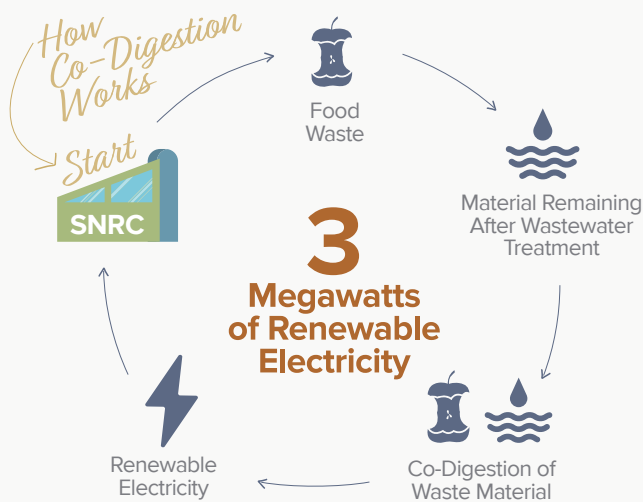 How
Co-Digestion
Works
Start
SNRC
Food
Waste
Material Remaining
After Wastewater
Treatment
3
Megawatts
of Renewable
Electricity
Co-Digestion of
Waste Material
Renewable
Electricity